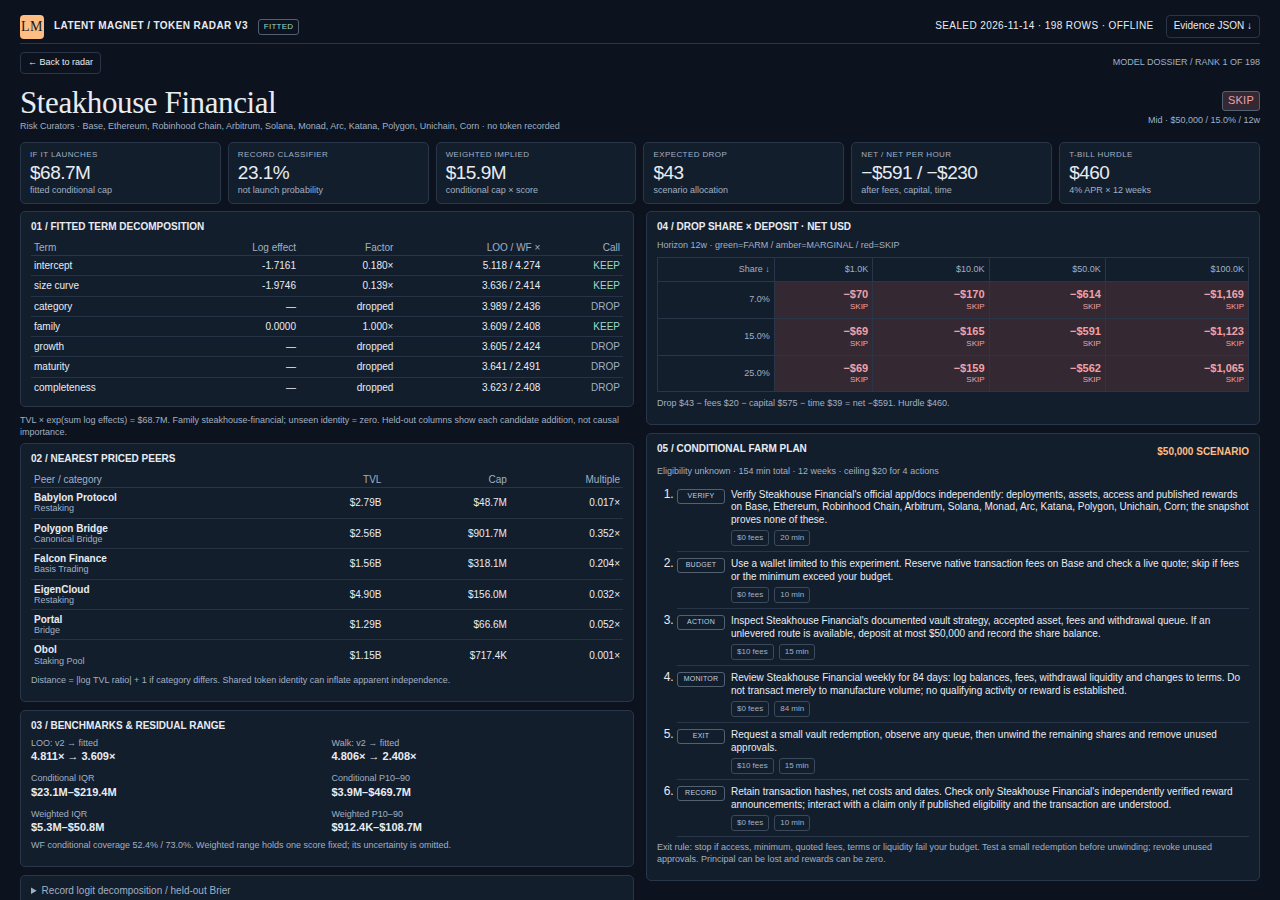 LM LATENT MAGNET / TOKEN RADAR V3 FITTED
SEALED 2026-11-14 · 198 ROWS · OFFLINE Evidence JSON ↓
← Back to radar
MODEL DOSSIER / RANK 1 OF 198
Steakhouse Financial
SKIP
Risk Curators · Base, Ethereum, Robinhood Chain, Arbitrum, Solana, Monad, Arc, Katana, Polygon, Unichain, Corn · no token recorded
Mid · $50,000 / 15.0% / 12w
IF IT LAUNCHES
$68.7M
fitted conditional cap
RECORD CLASSIFIER
23.1%
not launch probability
WEIGHTED IMPLIED
$15.9M
conditional cap × score
EXPECTED DROP
$43
scenario allocation
NET / NET PER HOUR
−$591 / −$230
after fees, capital, time
T-BILL HURDLE
$460
4% APR × 12 weeks
01 / FITTED TERM DECOMPOSITION
Term Log effect Factor LOO / WF × Call
intercept -1.7161 0.180× 5.118 / 4.274 KEEP
size curve -1.9746 0.139× 3.636 / 2.414 KEEP
category — dropped 3.989 / 2.436 DROP
family 0.0000 1.000× 3.609 / 2.408 KEEP
growth — dropped 3.605 / 2.424 DROP
maturity — dropped 3.641 / 2.491 DROP
completeness — dropped 3.623 / 2.408 DROP
TVL × exp(sum log effects) = $68.7M. Family steakhouse-financial; unseen identity = zero. Held-out columns show each candidate addition, not causal
importance.
02 / NEAREST PRICED PEERS
Peer / category TVL Cap Multiple
Babylon Protocol
Restaking
$2.79B $48.7M 0.017×
Polygon Bridge
Canonical Bridge
$2.56B $901.7M 0.352×
Falcon Finance
Basis Trading
$1.56B $318.1M 0.204×
EigenCloud
Restaking
$4.90B $156.0M 0.032×
Portal
Bridge
$1.29B $66.6M 0.052×
Obol
Staking Pool
$1.15B $717.4K 0.001×
Distance = |log TVL ratio| + 1 if category differs. Shared token identity can inflate apparent independence.
03 / BENCHMARKS & RESIDUAL RANGE
LOO: v2 → fitted
4.811× → 3.609×
Walk: v2 → fitted
4.806× → 2.408×
Conditional IQR
$23.1M–$219.4M
Conditional P10–90
$3.9M–$469.7M
Weighted IQR
$5.3M–$50.8M
Weighted P10–90
$912.4K–$108.7M
WF conditional coverage 52.4% / 73.0%. Weighted range holds one score fixed; its uncertainty is omitted.
▶ Record logit decomposition / held-out Brier
04 / DROP SHARE × DEPOSIT · NET USD
Horizon 12w · green=FARM / amber=MARGINAL / red=SKIP
Share ↓ $1.0K $10.0K $50.0K $100.0K
7.0% −$70 −$170 −$614 −$1,169
SKIP SKIP SKIP SKIP
15.0% −$69 −$165 −$591 −$1,123
SKIP SKIP SKIP SKIP
25.0% −$69 −$159 −$562 −$1,065
SKIP SKIP SKIP SKIP
Drop $43 − fees $20 − capital $575 − time $39 = net −$591. Hurdle $460.
05 / CONDITIONAL FARM PLAN
$50,000 SCENARIO
Eligibility unknown · 154 min total · 12 weeks · ceiling $20 for 4 actions
1. VERIFY Verify Steakhouse Financial's official app/docs independently: deployments, assets, access and published rewards
on Base, Ethereum, Robinhood Chain, Arbitrum, Solana, Monad, Arc, Katana, Polygon, Unichain, Corn; the snapshot
proves none of these.
$0 fees 20 min
2. BUDGET Use a wallet limited to this experiment. Reserve native transaction fees on Base and check a live quote; skip if fees
or the minimum exceed your budget.
$0 fees 10 min
3. ACTION Inspect Steakhouse Financial's documented vault strategy, accepted asset, fees and withdrawal queue. If an
unlevered route is available, deposit at most $50,000 and record the share balance.
$10 fees 15 min
4. MONITOR Review Steakhouse Financial weekly for 84 days: log balances, fees, withdrawal liquidity and changes to terms. Do
not transact merely to manufacture volume; no qualifying activity or reward is established.
$0 fees 84 min
5. EXIT Request a small vault redemption, observe any queue, then unwind the remaining shares and remove unused
approvals.
$10 fees 15 min
6. RECORD Retain transaction hashes, net costs and dates. Check only Steakhouse Financial's independently verified reward
announcements; interact with a claim only if published eligibility and the transaction are understood.
$0 fees 10 min
Exit rule: stop if access, minimum, quoted fees, terms or liquidity fail your budget. Test a small redemption before unwinding; revoke unused
approvals. Principal can be lost and rewards can be zero.